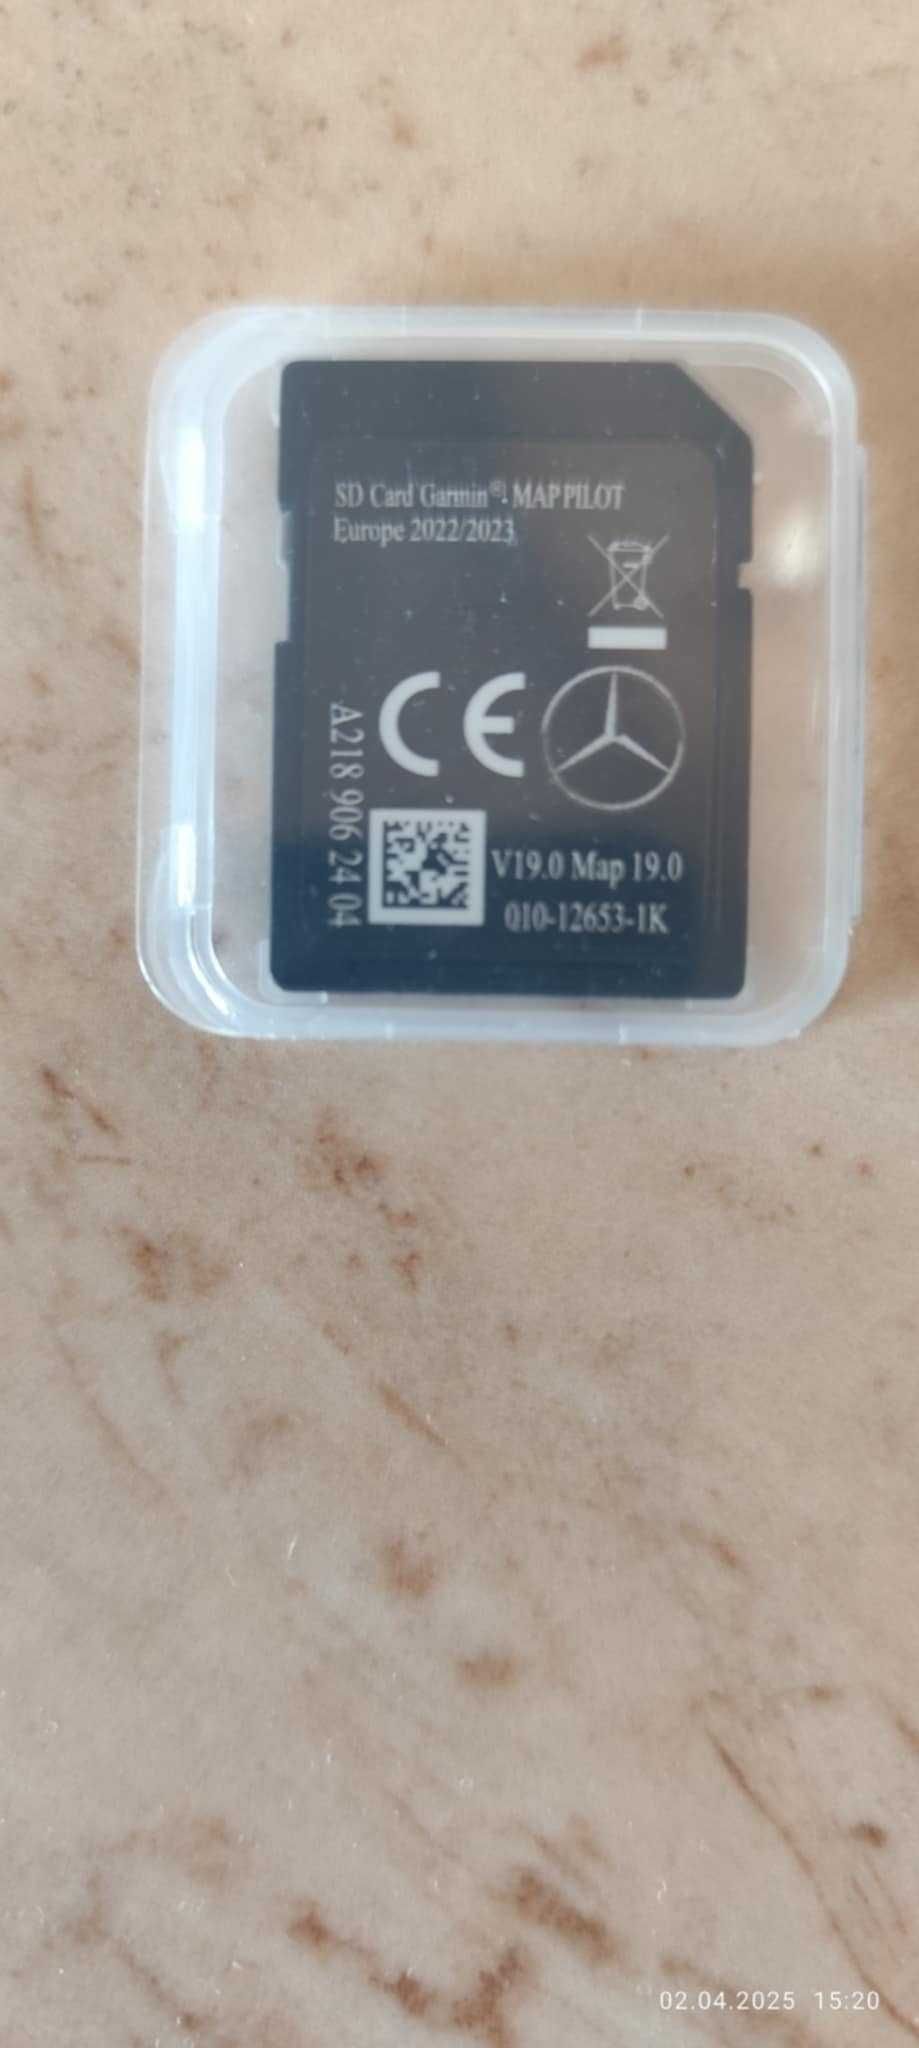 SD Card Garmin® MAP PILOT
Europe 2022/2023
CE
A218 906 24 04
V19.0 Map 19.0
010-12653-1K
02.04.2025 15:20